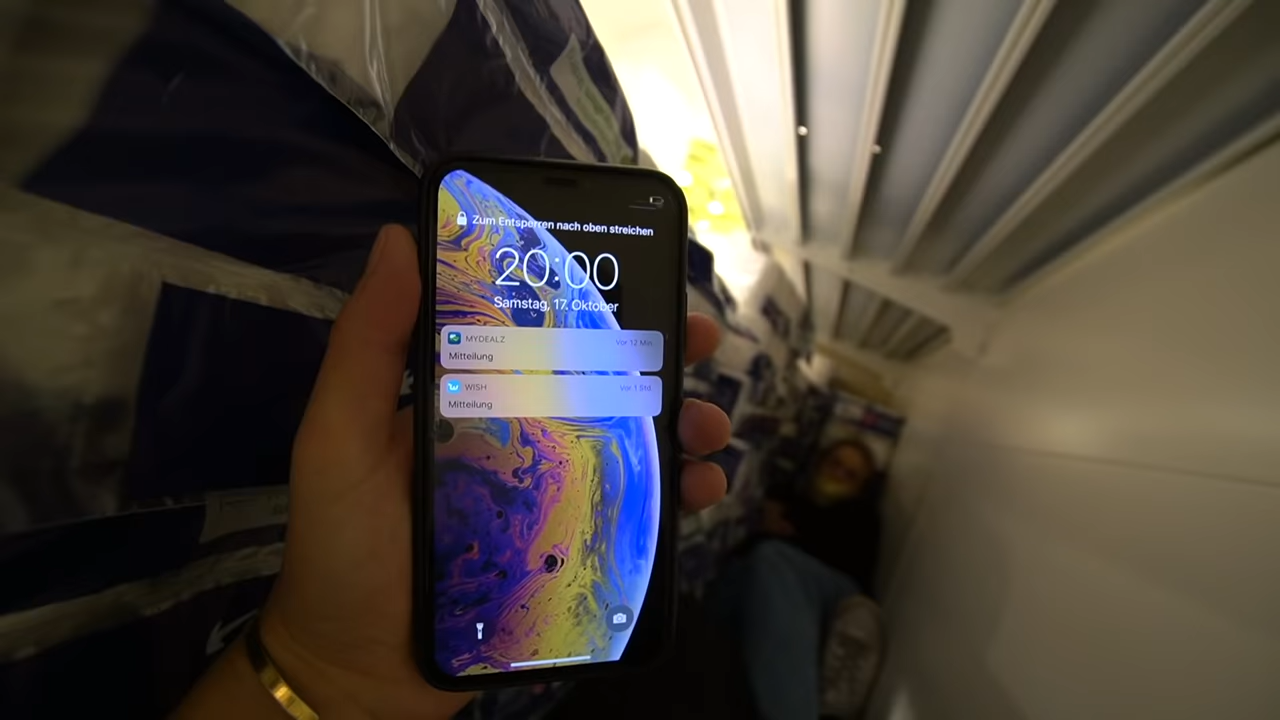 Zum Entsperren nach oben streichen
20:00
Samstag, 17. Oktober
MYDEALZ Vor 12 Min.
Mitteilung
WISH Vor 1 Std.
Mitteilung